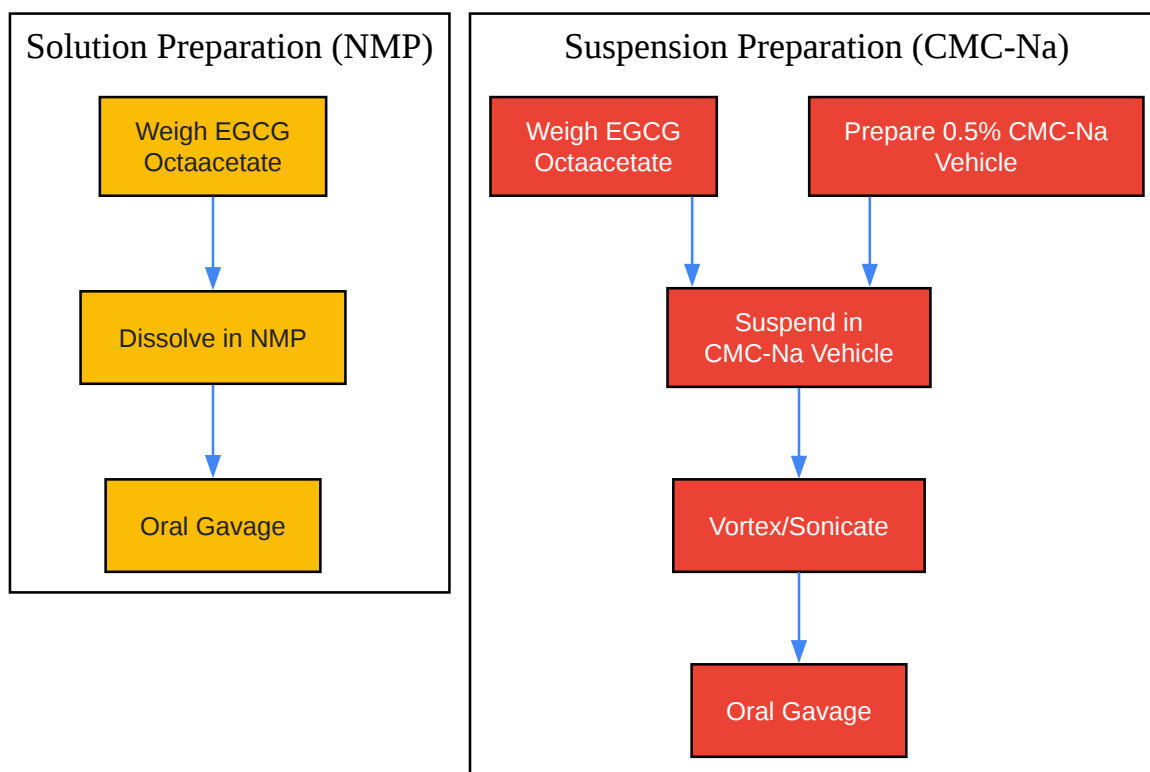 Solution Preparation (NMP)
Weigh EGCG
Octaacetate
Dissolve in NMP
Oral Gavage
Suspension Preparation (CMC-Na)
Weigh EGCG
Octaacetate
Prepare 0.5% CMC-Na
Vehicle
Suspend in
CMC-Na Vehicle
Vortex/Sonicate
Oral Gavage